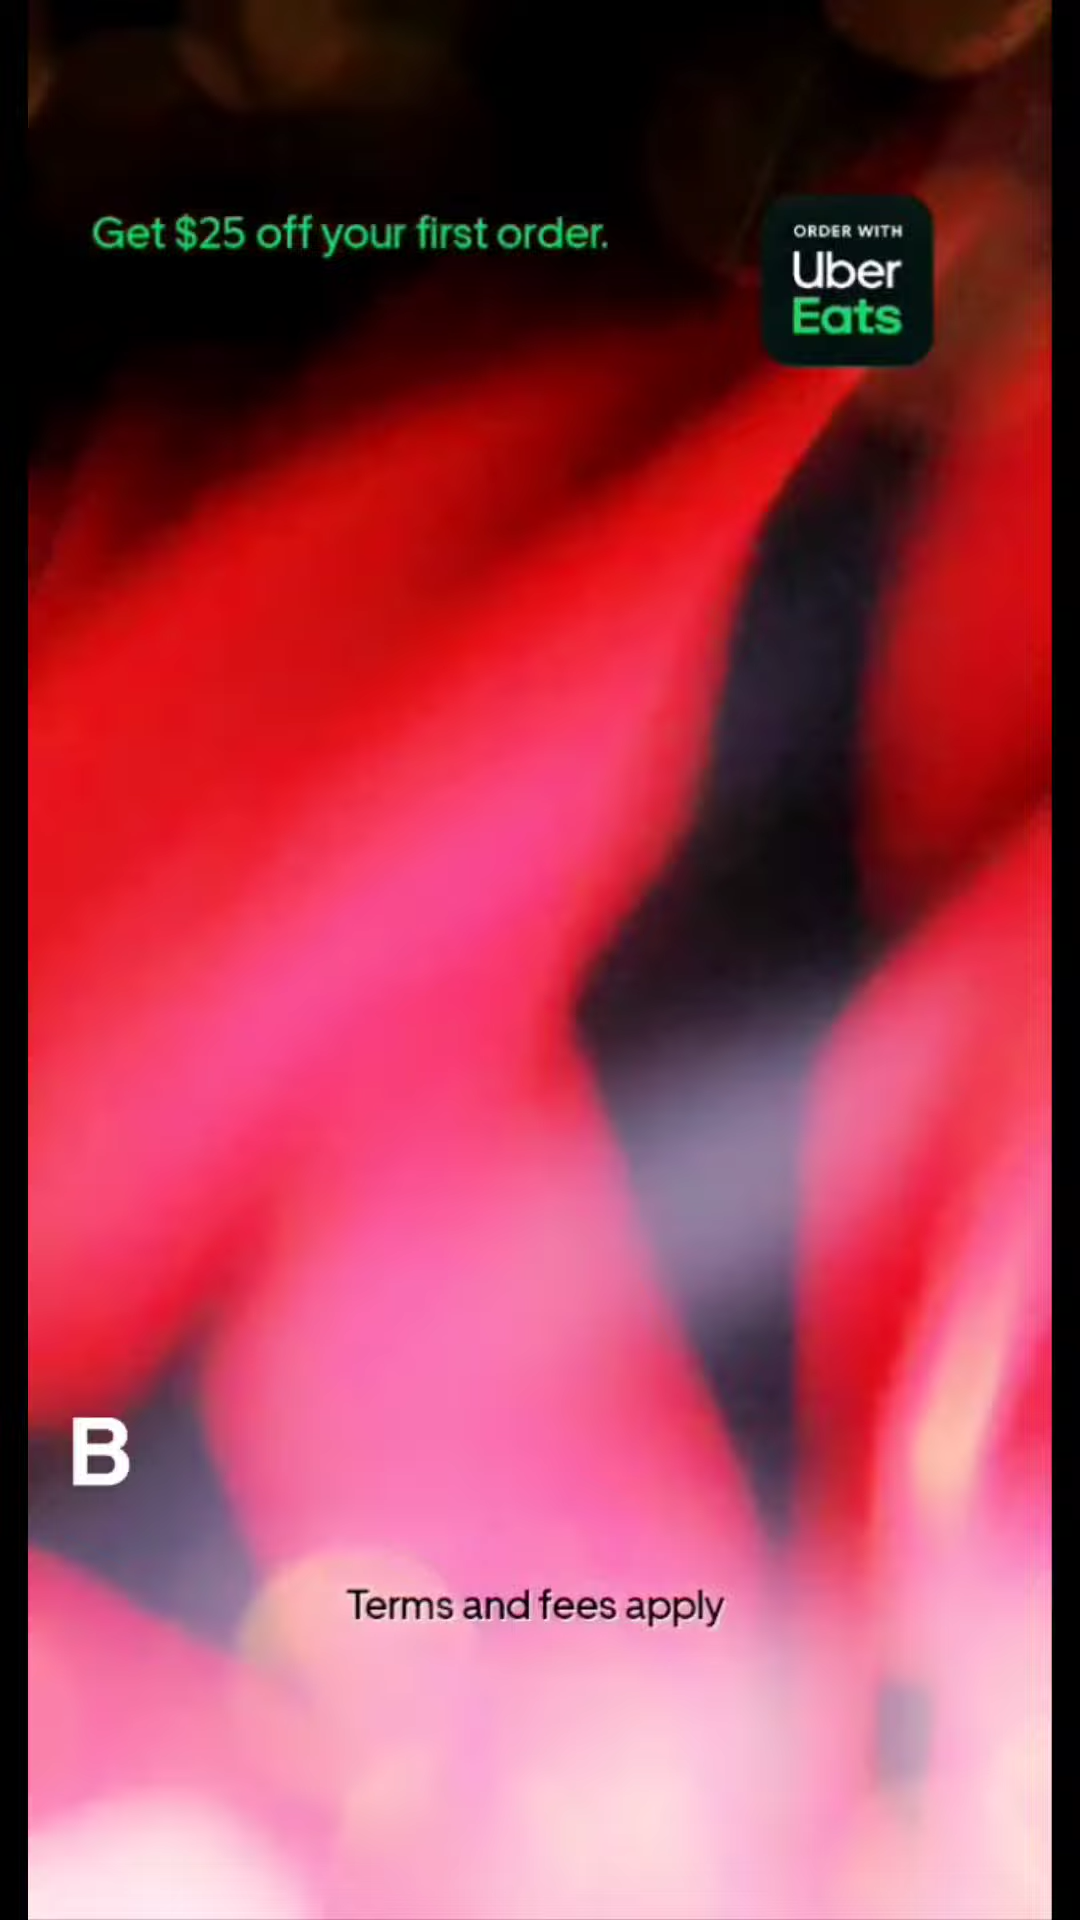 Get $25 off your first order.
ORDER WITH
Uber
Eats
B
Terms and fees apply